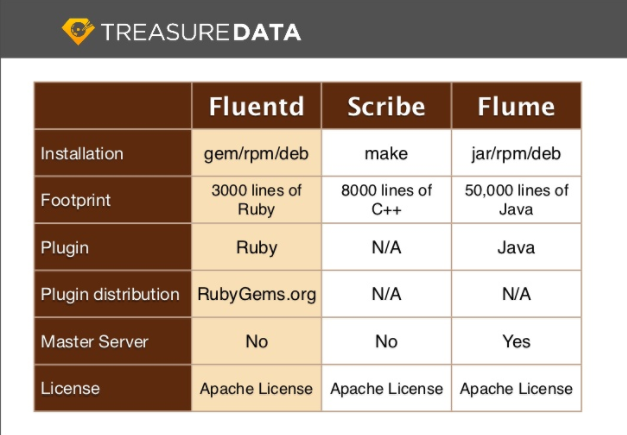 TREASURE DATA
Fluentd Scribe Flume
Installation gem/rpm/deb make jar/rpm/deb
Footprint 3000 lines of Ruby 8000 lines of C++ 50,000 lines of Java
Plugin Ruby N/A Java
Plugin distribution RubyGems.org N/A N/A
Master Server No No Yes
License Apache License Apache License Apache License